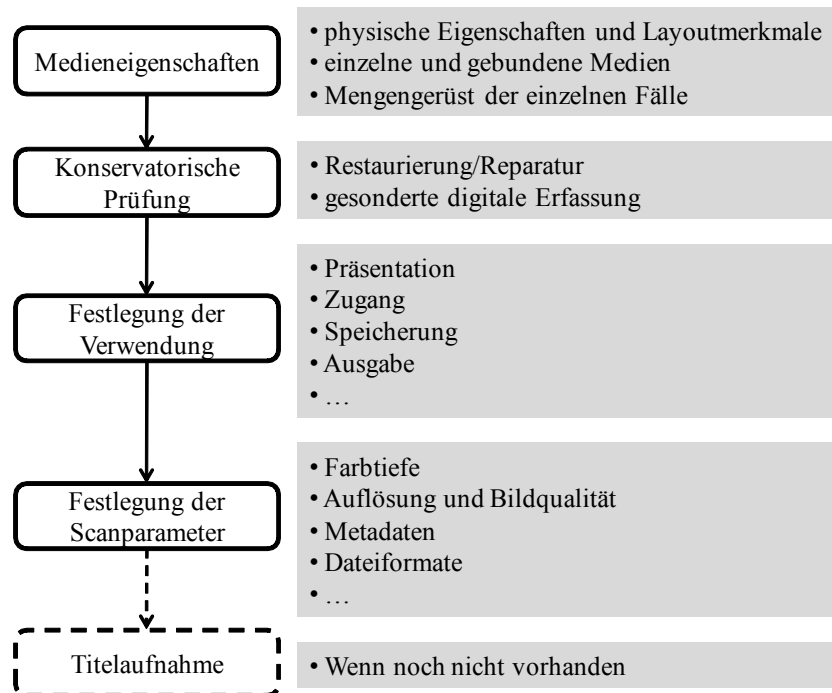 Medieneigenschaften
• physische Eigenschaften und Layoutmerkmale
• einzelne und gebundene Medien
• Mengengerüst der einzelnen Fälle
Konservatorische
Prüfung
• Restaurierung/Reparatur
• gesonderte digitale Erfassung
Festlegung der
Verwendung
• Präsentation
• Zugang
• Speicherung
• Ausgabe
• …
Festlegung der
Scanparameter
• Farbtiefe
• Auflösung und Bildqualität
• Metadaten
• Dateiformate
• …
Titelaufnahme
• Wenn noch nicht vorhanden